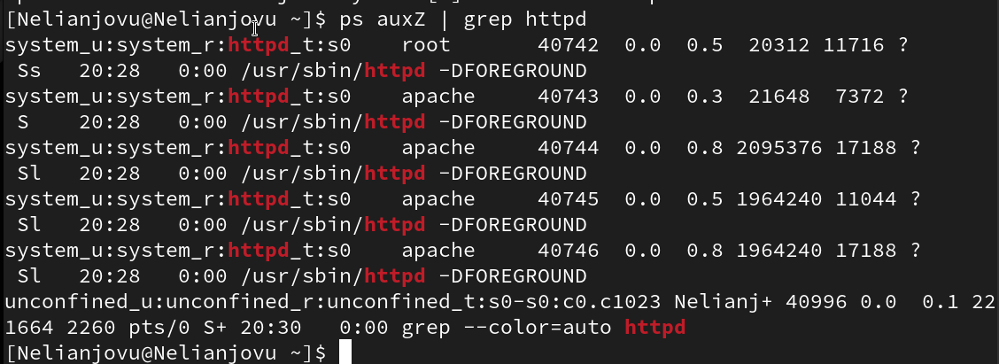 [Nelianjovu@Nelianjovu ~]$ ps auxZ | grep httpd
system_u:system_r:httpd_t:s0    root       40742  0.0  0.5  20312 11716 ?
 Ss   20:28   0:00 /usr/sbin/httpd -DFOREGROUND
system_u:system_r:httpd_t:s0    apache     40743  0.0  0.3  21648  7372 ?
 S    20:28   0:00 /usr/sbin/httpd -DFOREGROUND
system_u:system_r:httpd_t:s0    apache     40744  0.0  0.8 2095376 17188 ?
 Sl   20:28   0:00 /usr/sbin/httpd -DFOREGROUND
system_u:system_r:httpd_t:s0    apache     40745  0.0  0.5 1964240 11044 ?
 Sl   20:28   0:00 /usr/sbin/httpd -DFOREGROUND
system_u:system_r:httpd_t:s0    apache     40746  0.0  0.8 1964240 17188 ?
 Sl   20:28   0:00 /usr/sbin/httpd -DFOREGROUND
unconfined_u:unconfined_r:unconfined_t:s0-s0:c0.c1023 Nelianj+ 40996 0.0  0.1 22
1664 2260 pts/0 S+ 20:30   0:00 grep --color=auto httpd
[Nelianjovu@Nelianjovu ~]$